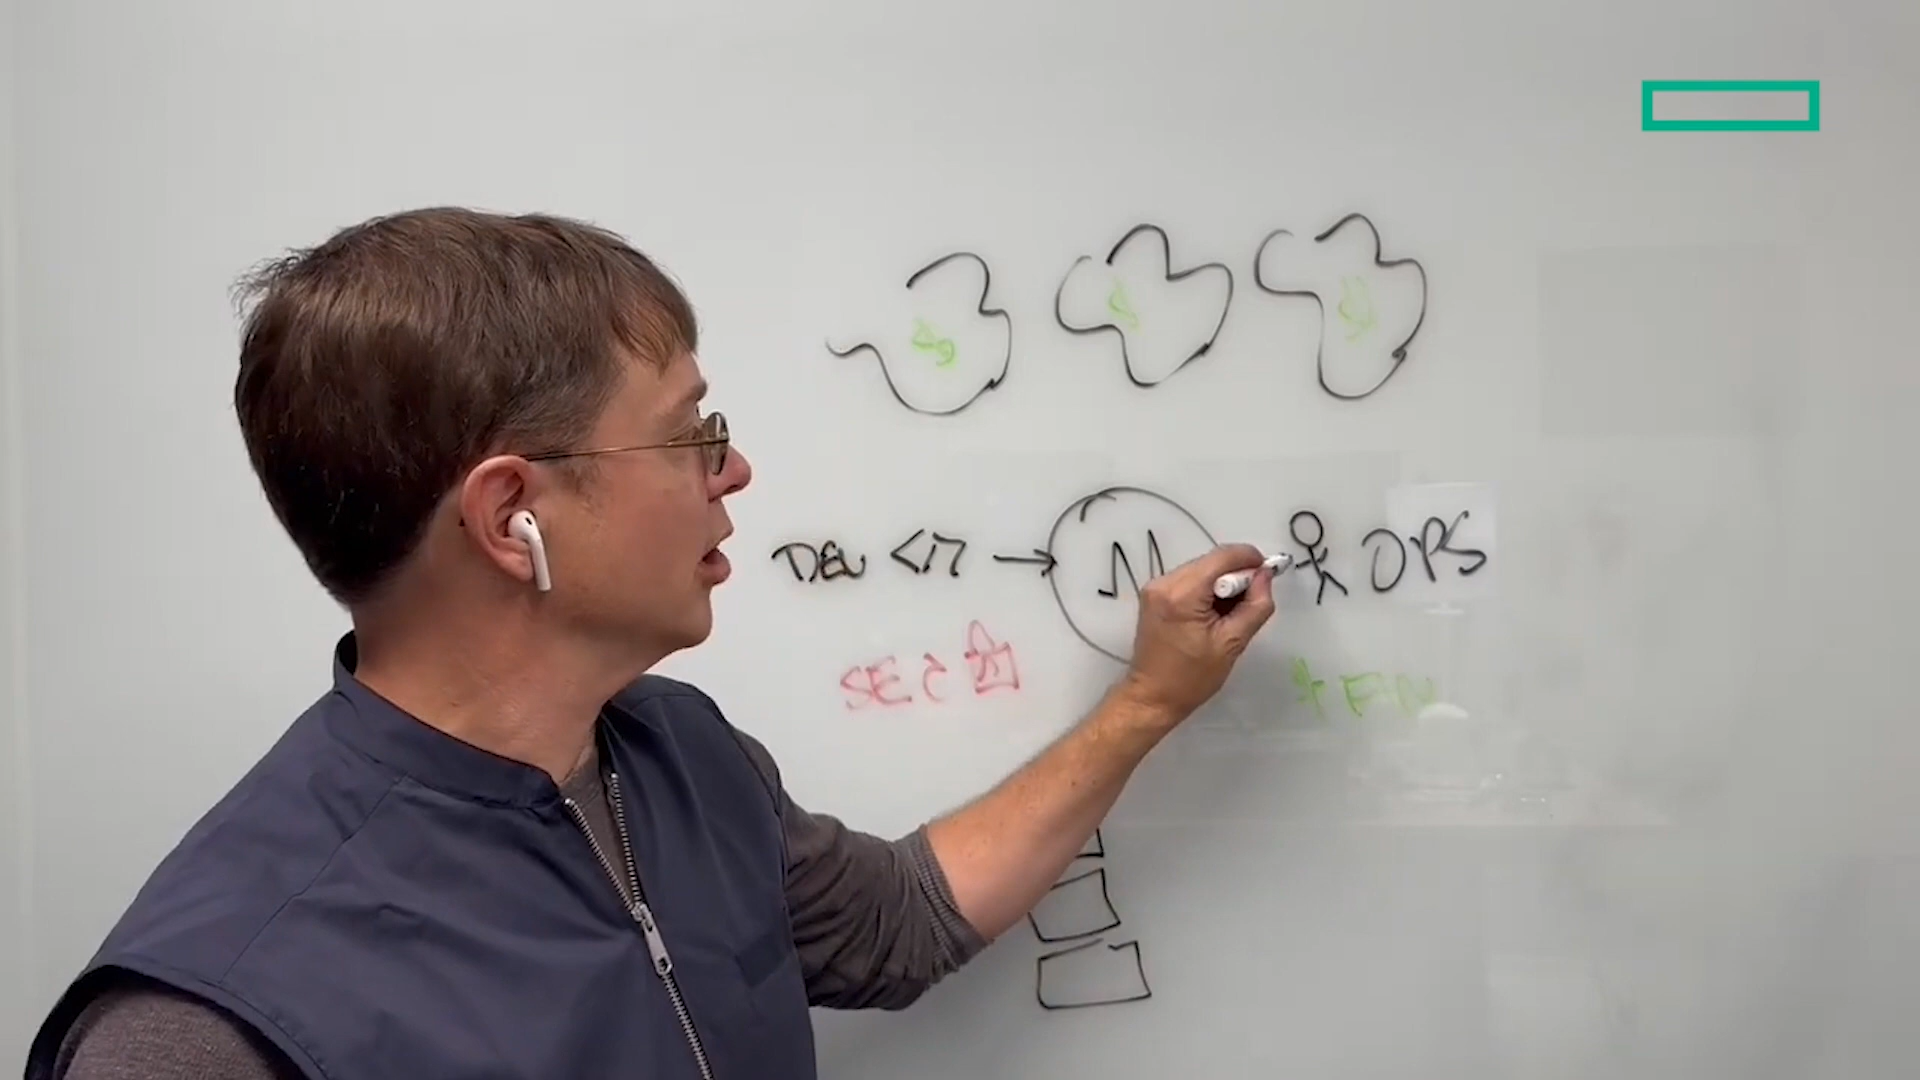 DEV </> → M OPS
SEC FIN